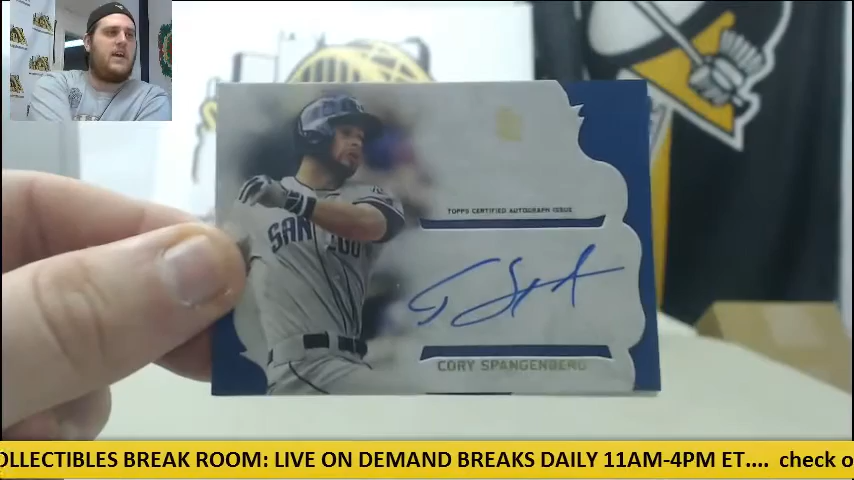 TOPPS CERTIFIED AUTOGRAPH ISSUE
CORY SPANGENBERG
OLLECTIBLES BREAK ROOM: LIVE ON DEMAND BREAKS DAILY 11AM-4PM ET.... check o